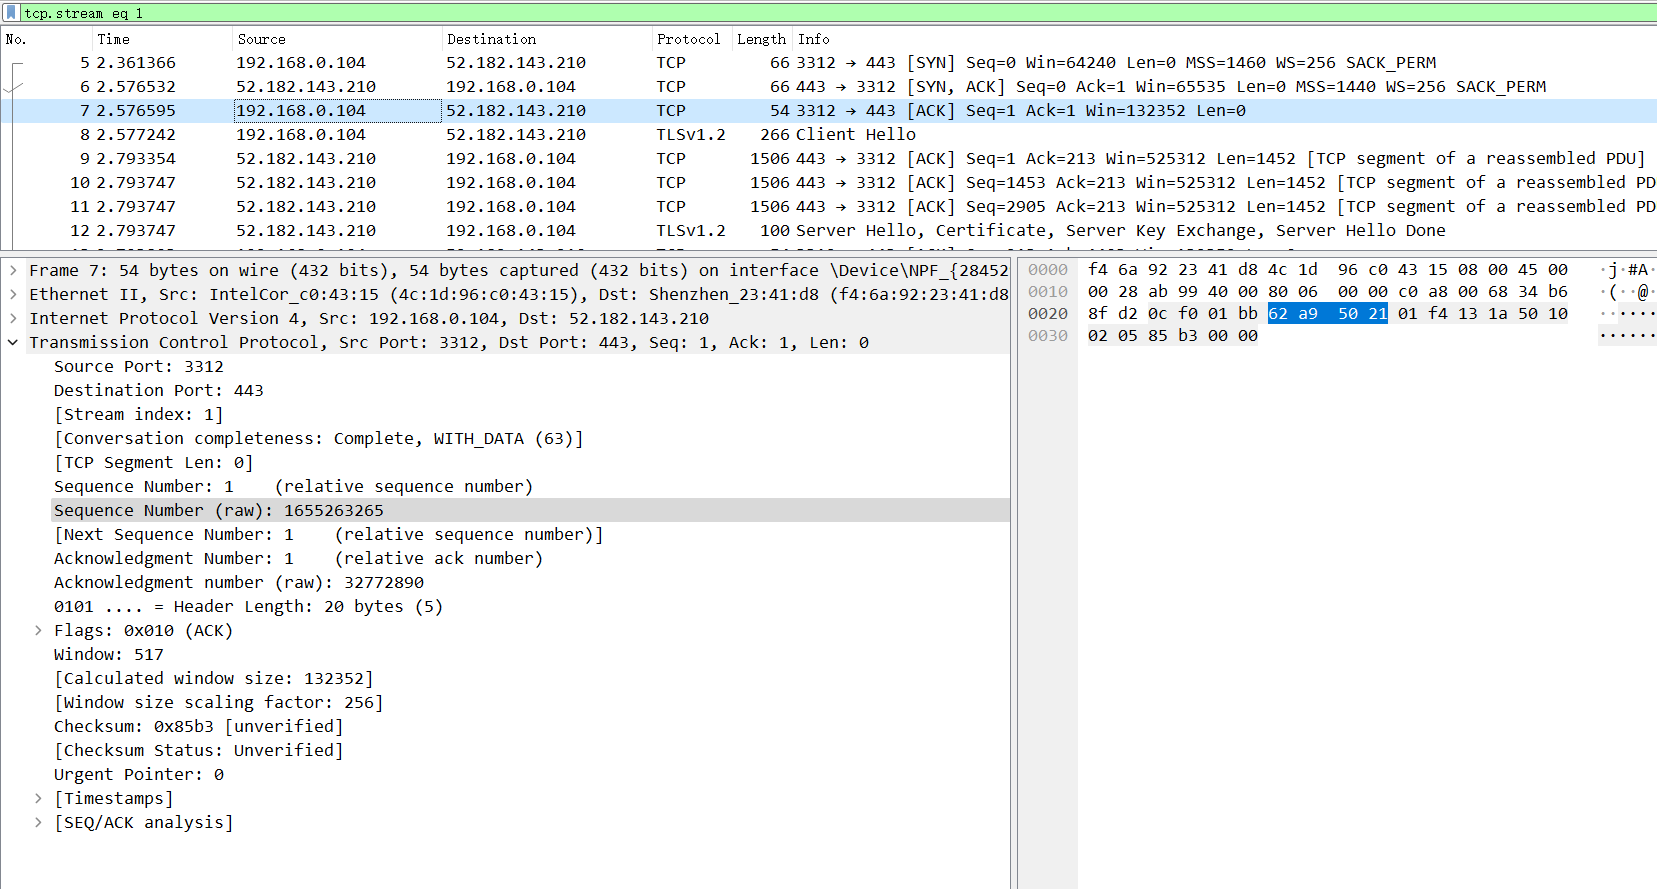 tcp.stream eq 1
No. Time Source Destination Protocol Length Info
5 2.361366 192.168.0.104 52.182.143.210 TCP 66 3312 → 443 [SYN] Seq=0 Win=64240 Len=0 MSS=1460 WS=256 SACK_PERM
6 2.576532 52.182.143.210 192.168.0.104 TCP 66 443 → 3312 [SYN, ACK] Seq=0 Ack=1 Win=65535 Len=0 MSS=1440 WS=256 SACK_PERM
7 2.576595 192.168.0.104 52.182.143.210 TCP 54 3312 → 443 [ACK] Seq=1 Ack=1 Win=132352 Len=0
8 2.577242 192.168.0.104 52.182.143.210 TLSv1.2 266 Client Hello
9 2.793354 52.182.143.210 192.168.0.104 TCP 1506 443 → 3312 [ACK] Seq=1 Ack=213 Win=525312 Len=1452 [TCP segment of a reassembled PDU]
10 2.793747 52.182.143.210 192.168.0.104 TCP 1506 443 → 3312 [ACK] Seq=1453 Ack=213 Win=525312 Len=1452 [TCP segment of a reassembled PD
11 2.793747 52.182.143.210 192.168.0.104 TCP 1506 443 → 3312 [ACK] Seq=2905 Ack=213 Win=525312 Len=1452 [TCP segment of a reassembled PD
12 2.793747 52.182.143.210 192.168.0.104 TLSv1.2 100 Server Hello, Certificate, Server Key Exchange, Server Hello Done
Frame 7: 54 bytes on wire (432 bits), 54 bytes captured (432 bits) on interface \Device\NPF_{28452
Ethernet II, Src: IntelCor_c0:43:15 (4c:1d:96:c0:43:15), Dst: Shenzhen_23:41:d8 (f4:6a:92:23:41:d8
Internet Protocol Version 4, Src: 192.168.0.104, Dst: 52.182.143.210
Transmission Control Protocol, Src Port: 3312, Dst Port: 443, Seq: 1, Ack: 1, Len: 0
Source Port: 3312
Destination Port: 443
[Stream index: 1]
[Conversation completeness: Complete, WITH_DATA (63)]
[TCP Segment Len: 0]
Sequence Number: 1 (relative sequence number)
Sequence Number (raw): 1655263265
[Next Sequence Number: 1 (relative sequence number)]
Acknowledgment Number: 1 (relative ack number)
Acknowledgment number (raw): 32772890
0101 .... = Header Length: 20 bytes (5)
Flags: 0x010 (ACK)
Window: 517
[Calculated window size: 132352]
[Window size scaling factor: 256]
Checksum: 0x85b3 [unverified]
[Checksum Status: Unverified]
Urgent Pointer: 0
[Timestamps]
[SEQ/ACK analysis]
0000 f4 6a 92 23 41 d8 4c 1d 96 c0 43 15 08 00 45 00 ·j·#A·
0010 00 28 ab 99 40 00 80 06 00 00 c0 a8 00 68 34 b6 ·(··@·
0020 8f d2 0c f0 01 bb 62 a9 50 21 01 f4 13 1a 50 10 ······
0030 02 05 85 b3 00 00 ······